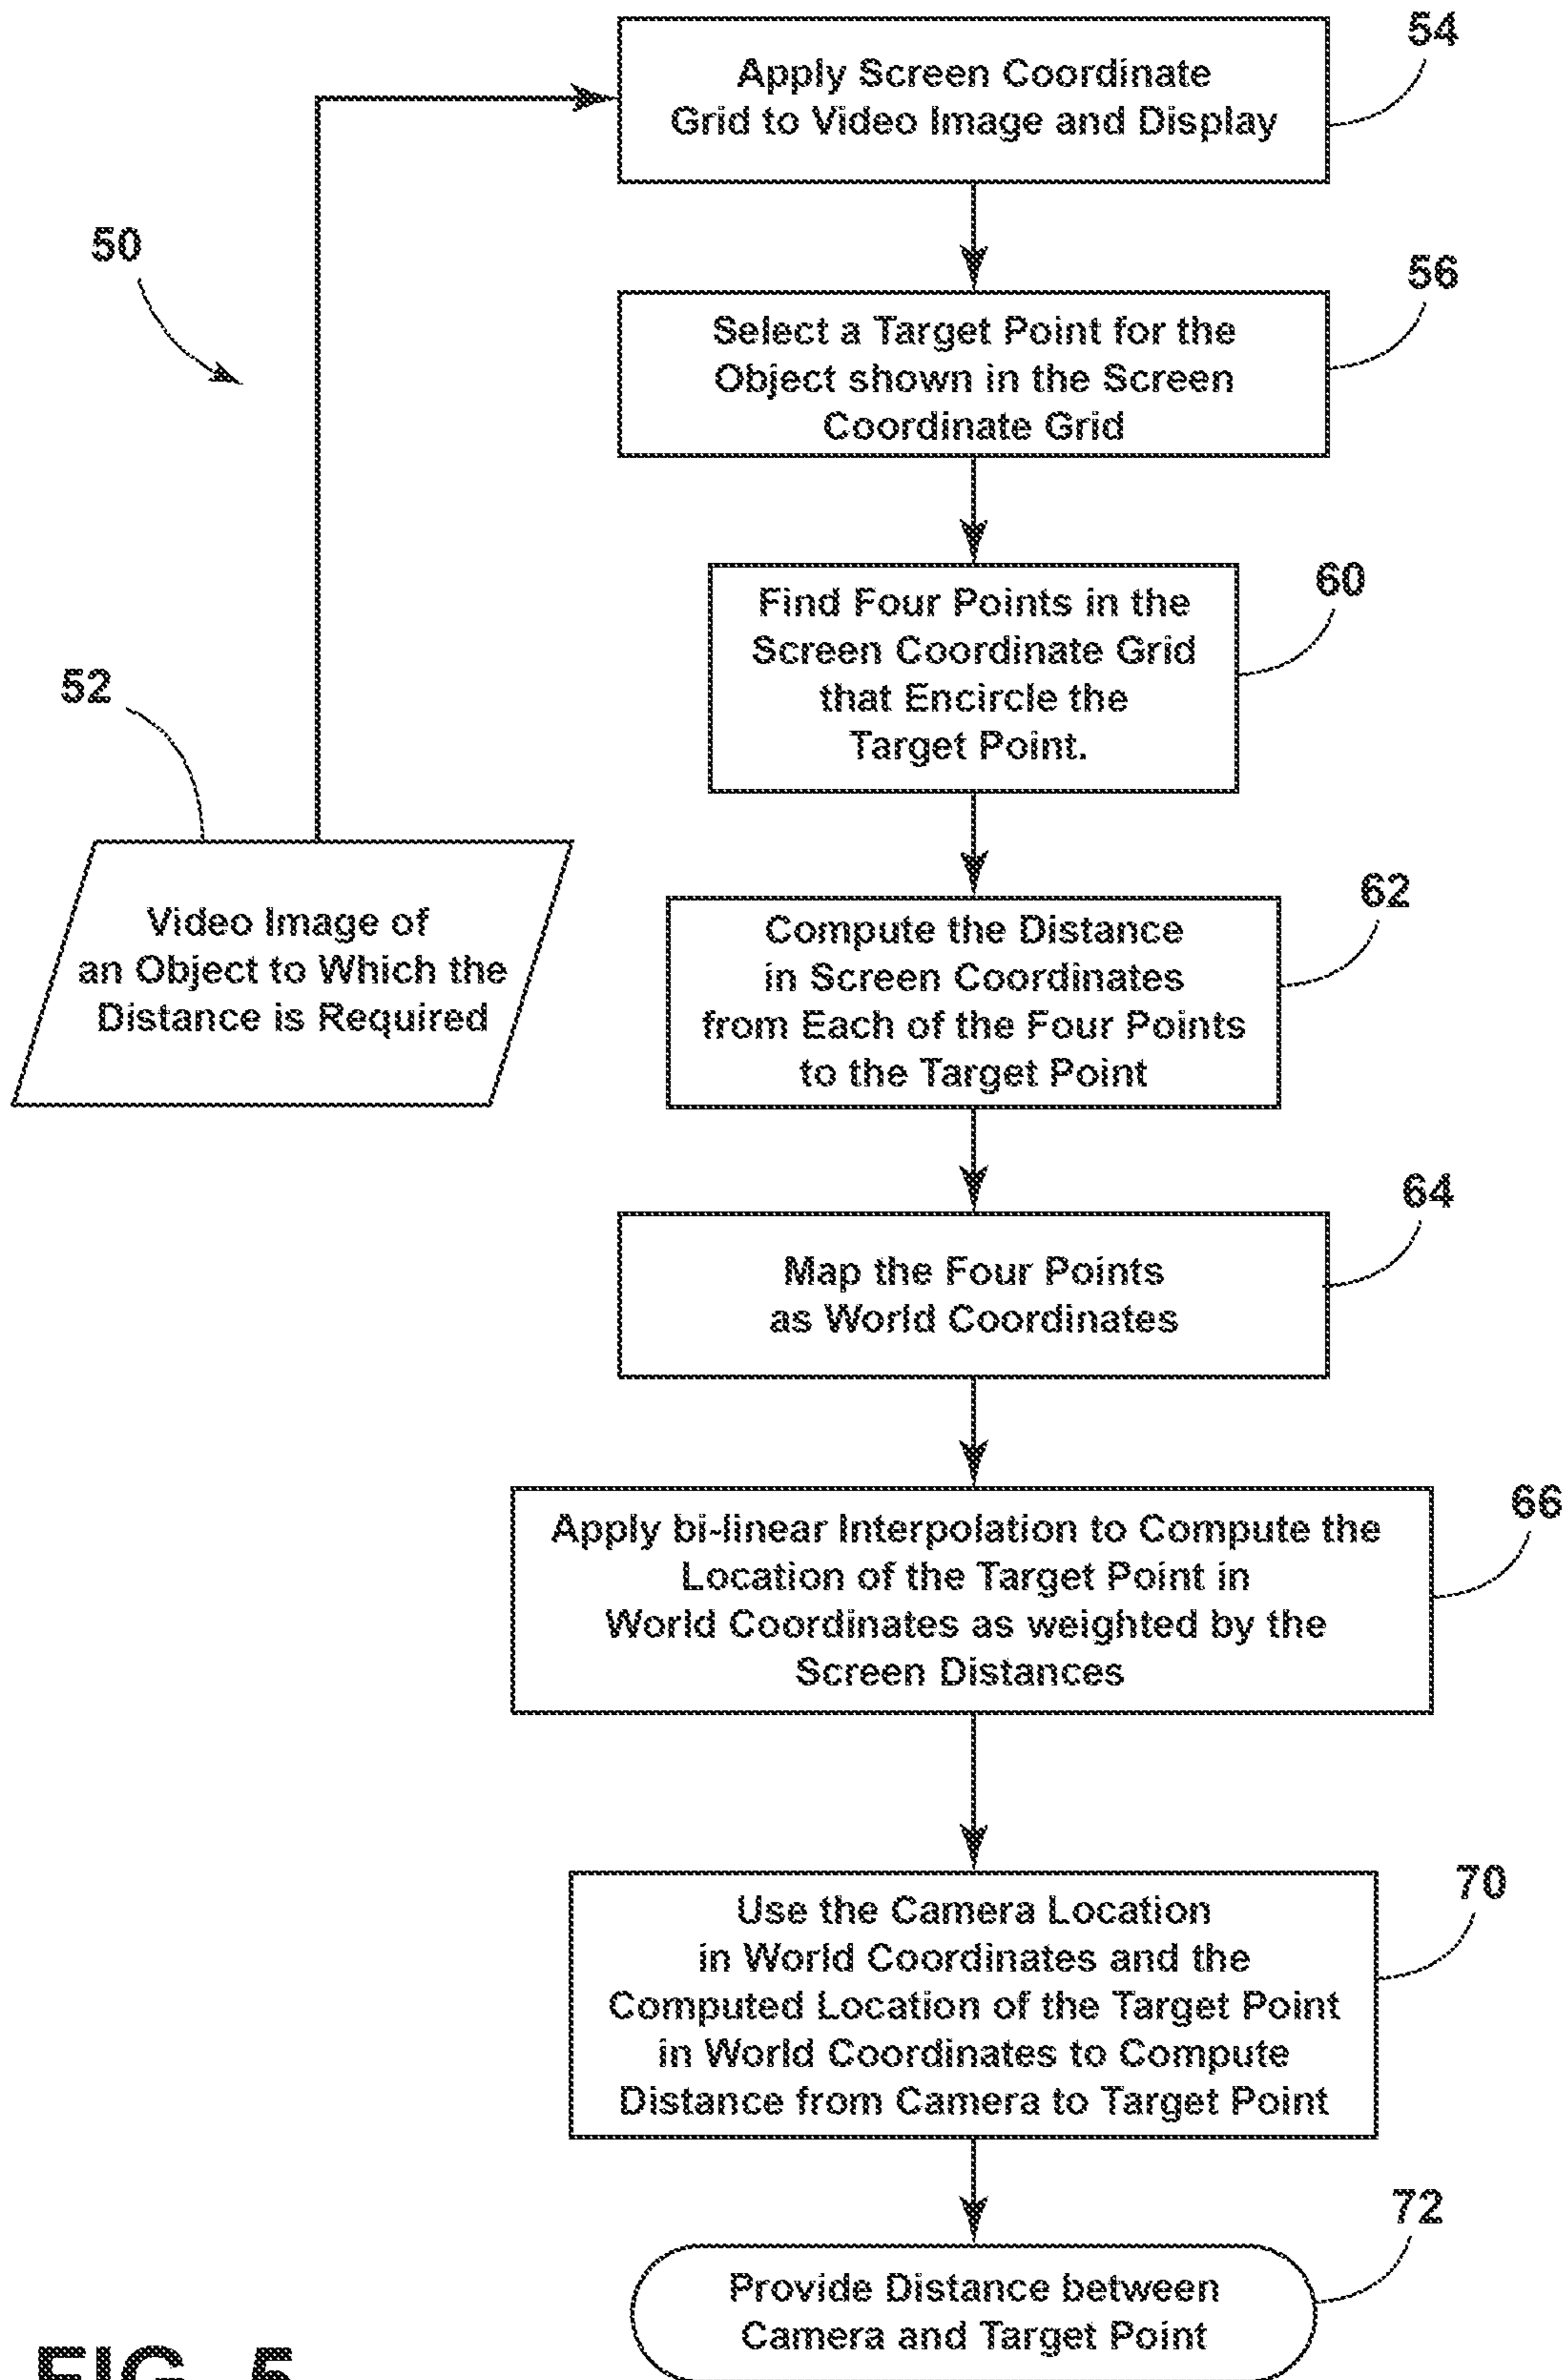 54
Apply Screen Coordinate
Grid to Video Image and Display
50
56
Select a Target Point for the
Object shown in the Screen
Coordinate Grid
60
Find Four Points in the
Screen Coordinate Grid
that Encircle the
Target Point.
52
Video Image of
an Object to Which the
Distance is Required
62
Compute the Distance
in Screen Coordinates
from Each of the Four Points
to the Target Point
64
Map the Four Points
as World Coordinates
66
Apply bi-linear Interpolation to Compute the
Location of the Target Point in
World Coordinates as weighted by the
Screen Distances
70
Use the Camera Location
in World Coordinates and the
Computed Location of the Target Point
in World Coordinates to Compute
Distance from Camera to Target Point
72
Provide Distance between
Camera and Target Point
FIG. 5